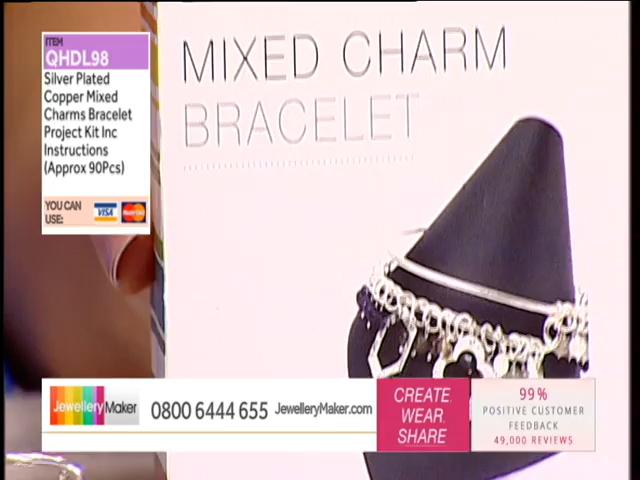 MIXED CHARM
BRACELET
ITEM
QHDL98
Silver Plated
Copper Mixed
Charms Bracelet
Project Kit Inc
Instructions
(Approx 90Pcs)
YOU CAN
USE:
VISA
MasterCard
JewelleryMaker
0800 6444 655
JewelleryMaker.com
CREATE.
WEAR.
SHARE
99%
POSITIVE CUSTOMER
FEEDBACK
49,000 REVIEWS